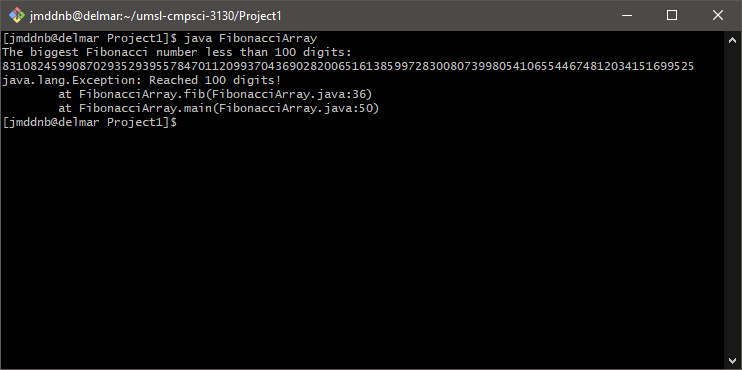 jmddnb@delmar:~/umsl-cmpsci-3130/Project1
[jmddnb@delmar Project1]$ java FibonacciArray
The biggest Fibonacci number less than 100 digits:
831082459908702935293955784701120993704369028200651613859972830080739980541065544674812034151699525
java.lang.Exception: Reached 100 digits!
        at FibonacciArray.fib(FibonacciArray.java:36)
        at FibonacciArray.main(FibonacciArray.java:50)
[jmddnb@delmar Project1]$